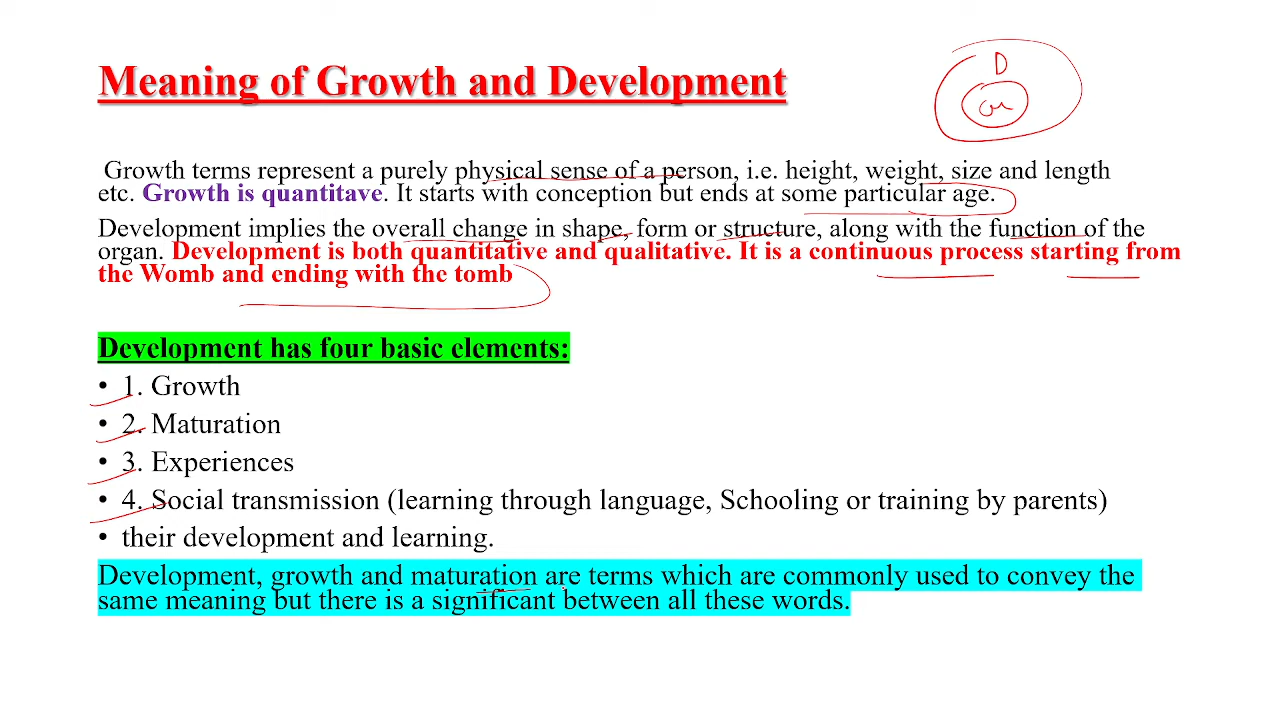 Meaning of Growth and Development
D
Growth terms represent a purely physical sense of a person, i.e. height, weight, size and length
etc. Growth is quantitave. It starts with conception but ends at some particular age.
Development implies the overall change in shape, form or structure, along with the function of the
organ. Development is both quantitative and qualitative. It is a continuous process starting from
the Womb and ending with the tomb
Development has four basic elements:
• 1. Growth
• 2. Maturation
• 3. Experiences
• 4. Social transmission (learning through language, Schooling or training by parents)
• their development and learning.
Development, growth and maturation are terms which are commonly used to convey the
same meaning but there is a significant between all these words.